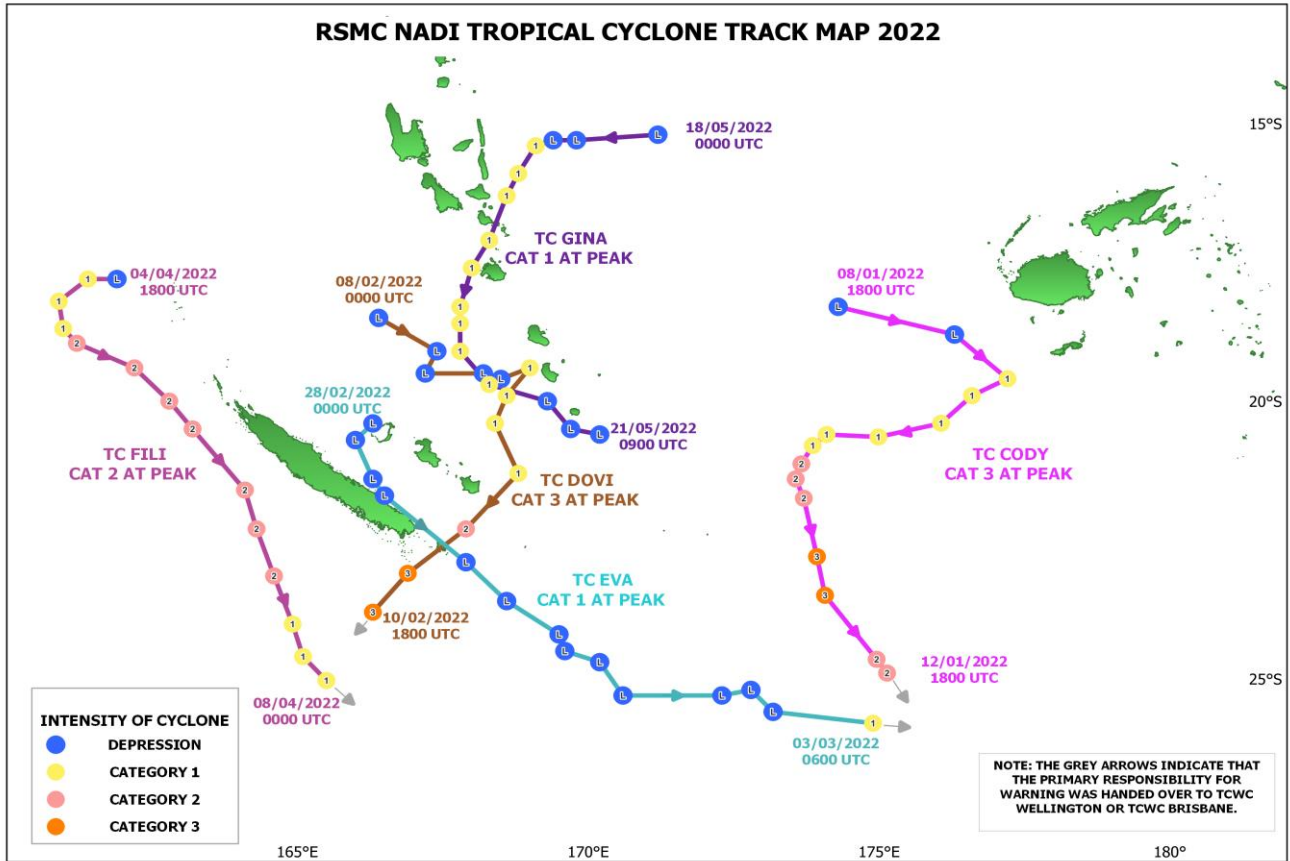 RSMC NADI TROPICAL CYCLONE TRACK MAP 2022
15°S
20°S
25°S
18/05/2022
0000 UTC
TC GINA
CAT 1 AT PEAK
21/05/2022
0900 UTC
04/04/2022
1800 UTC
TC FILI
CAT 2 AT PEAK
08/04/2022
0000 UTC
08/02/2022
0000 UTC
TC DOVI
CAT 3 AT PEAK
10/02/2022
1800 UTC
28/02/2022
0000 UTC
TC EVA
CAT 1 AT PEAK
03/03/2022
0600 UTC
08/01/2022
1800 UTC
TC CODY
CAT 3 AT PEAK
12/01/2022
1800 UTC
INTENSITY OF CYCLONE
DEPRESSION
CATEGORY 1
CATEGORY 2
CATEGORY 3
NOTE: THE GREY ARROWS INDICATE THAT
THE PRIMARY RESPONSIBILITY FOR
WARNING WAS HANDED OVER TO TCWC
WELLINGTON OR TCWC BRISBANE.
165°E
170°E
175°E
180°